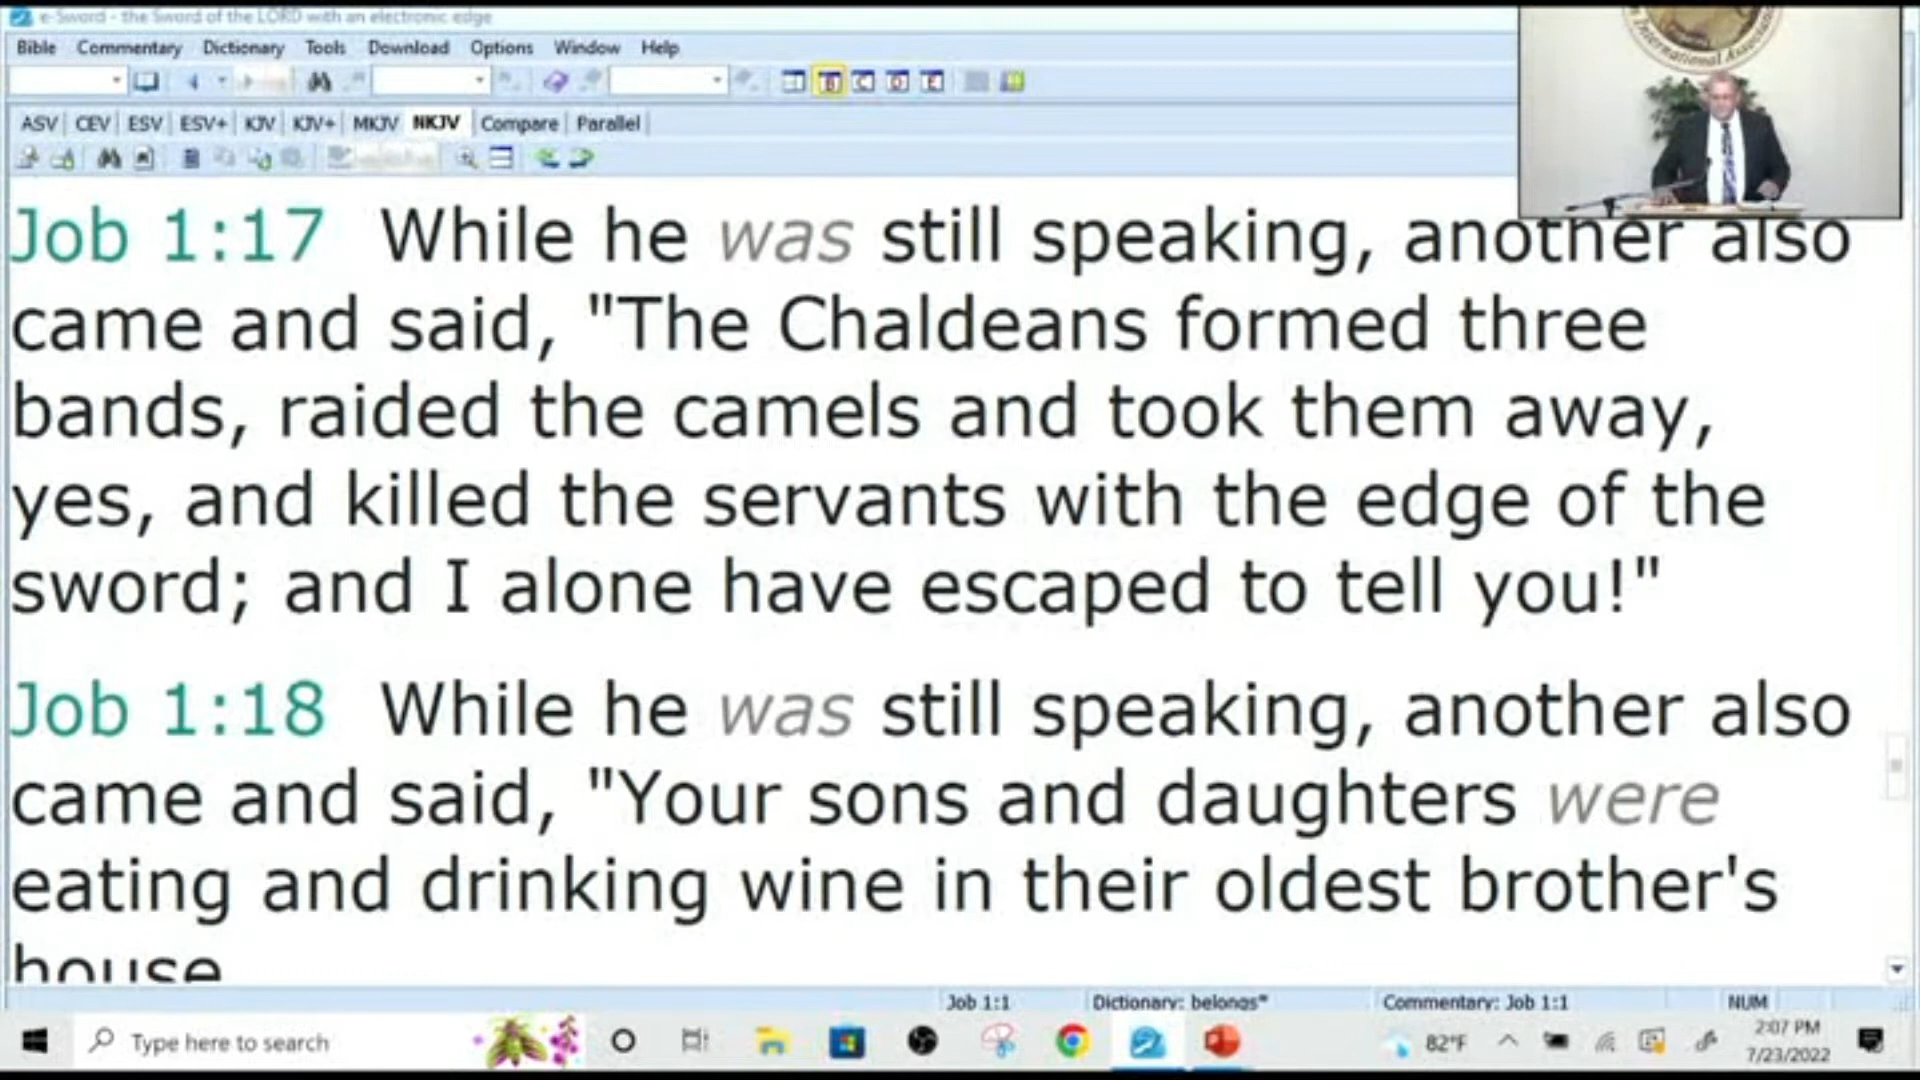 e-Sword - the Sword of the LORD with an electronic edge
Bible Commentary Dictionary Tools Download Options Window Help
International Associa
ASV CEV ESV ESV+ KJV KJV+ MKJV NKJV Compare Parallel
Job 1:17 While he was still speaking, another also
came and said, "The Chaldeans formed three
bands, raided the camels and took them away,
yes, and killed the servants with the edge of the
sword; and I alone have escaped to tell you!"
Job 1:18 While he was still speaking, another also
came and said, "Your sons and daughters were
eating and drinking wine in their oldest brother's
house
Job 1:1 Dictionary: belongs* Commentary: Job 1:1 NUM
Type here to search
82°F
2:07 PM
7/23/2022